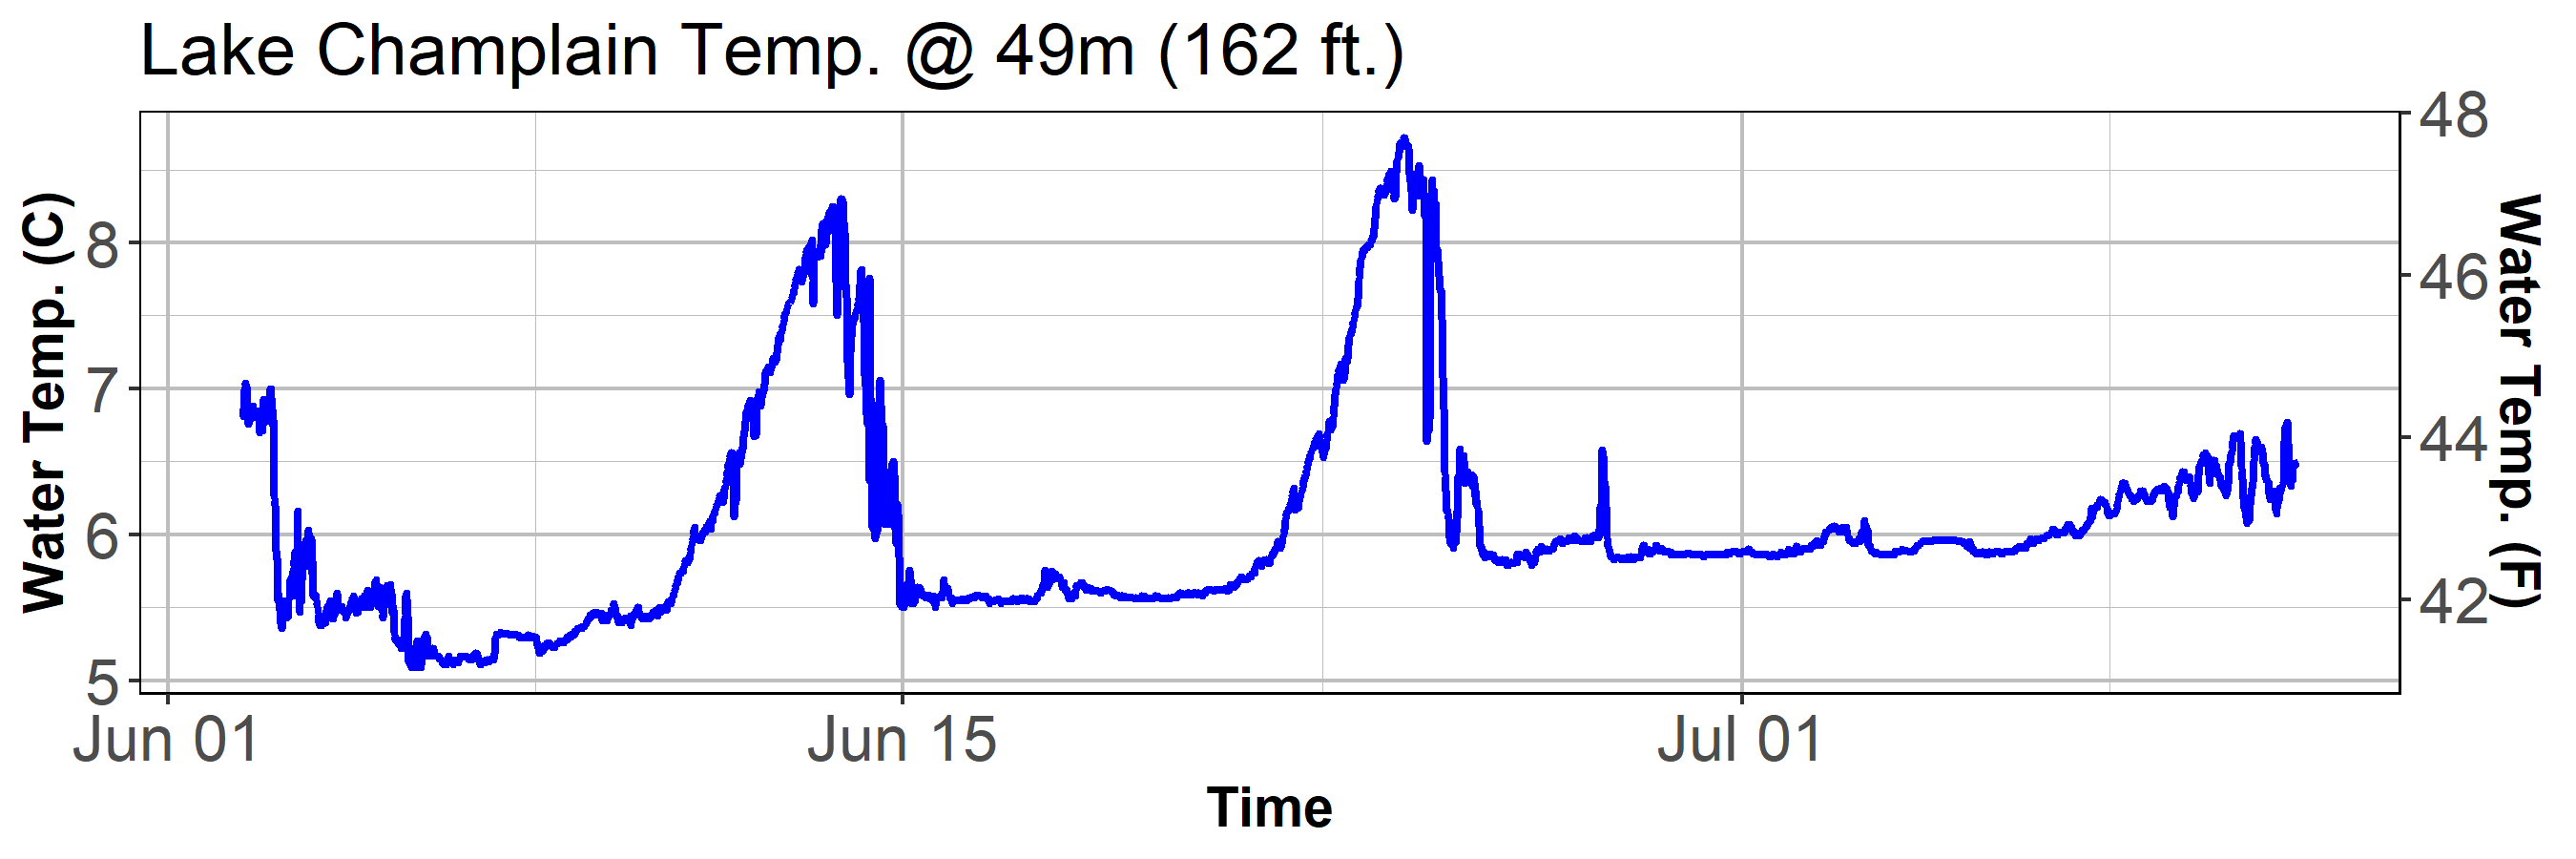 Lake Champlain Temp. @ 49m (162 ft.)
Water Temp. (C)
8
7
6
5
48
46
44
42
Water Temp. (F)
Jun 01
Jun 15
Jul 01
Time